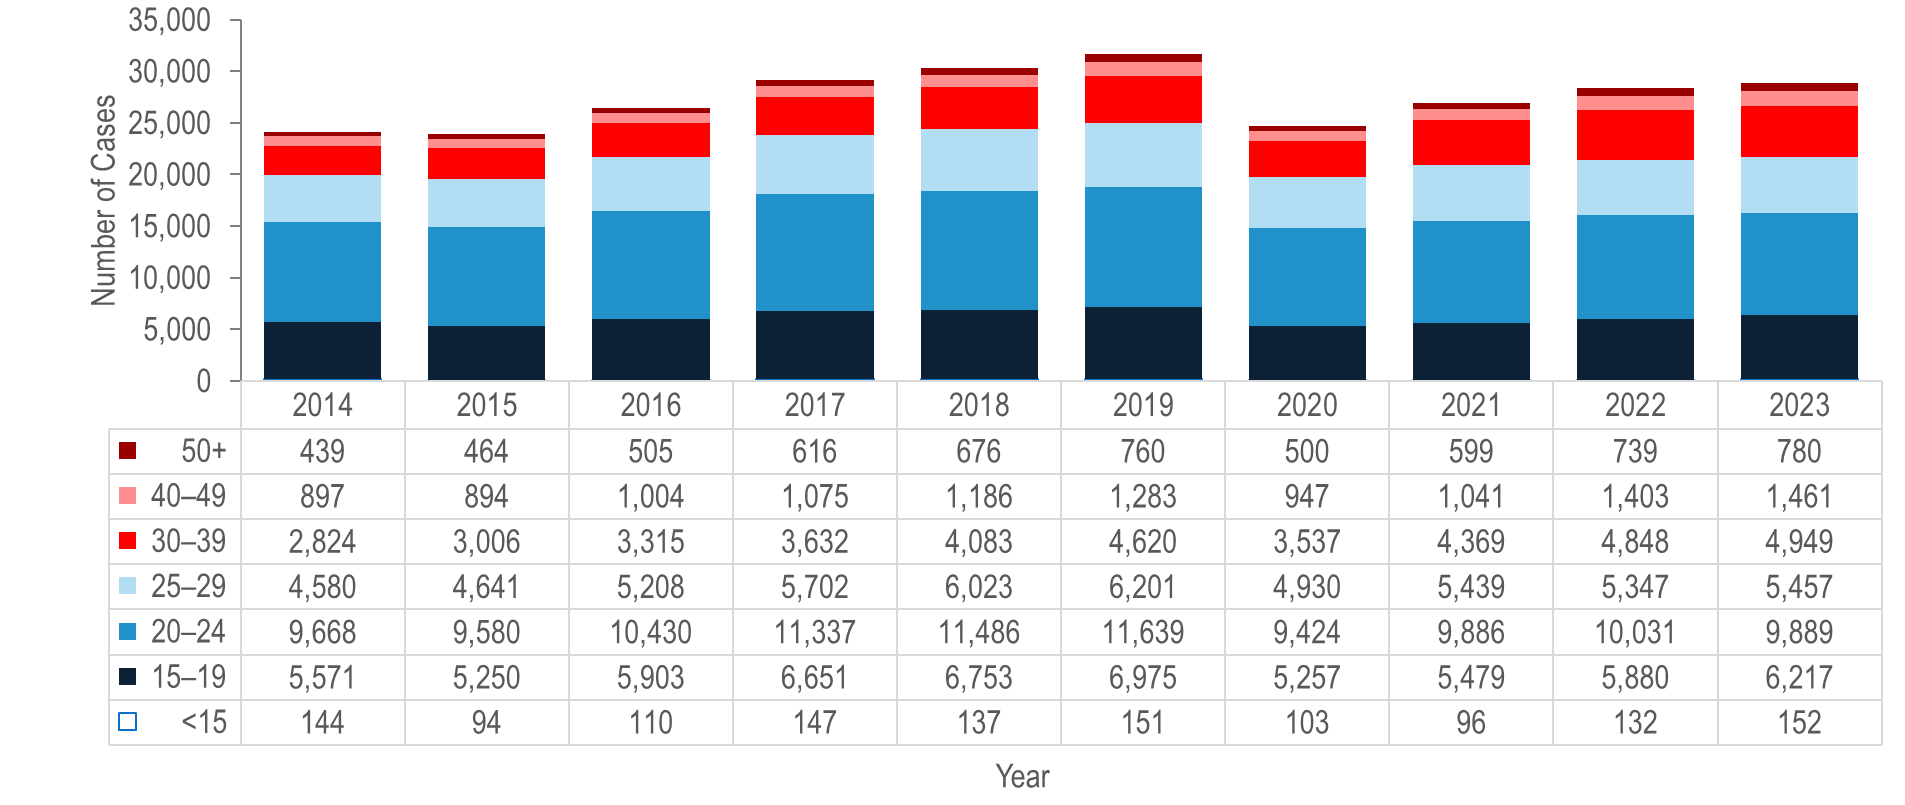 35,000
30,000
25,000
20,000
15,000
10,000
5,000
0
Number of Cases
2014 2015 2016 2017 2018 2019 2020 2021 2022 2023
50+ 439 464 505 616 676 760 500 599 739 780
40–49 897 894 1,004 1,075 1,186 1,283 947 1,041 1,403 1,461
30–39 2,824 3,006 3,315 3,632 4,083 4,620 3,537 4,369 4,848 4,949
25–29 4,580 4,641 5,208 5,702 6,023 6,201 4,930 5,439 5,347 5,457
20–24 9,668 9,580 10,430 11,337 11,486 11,639 9,424 9,886 10,031 9,889
15–19 5,571 5,250 5,903 6,651 6,753 6,975 5,257 5,479 5,880 6,217
<15 144 94 110 147 137 151 103 96 132 152
Year